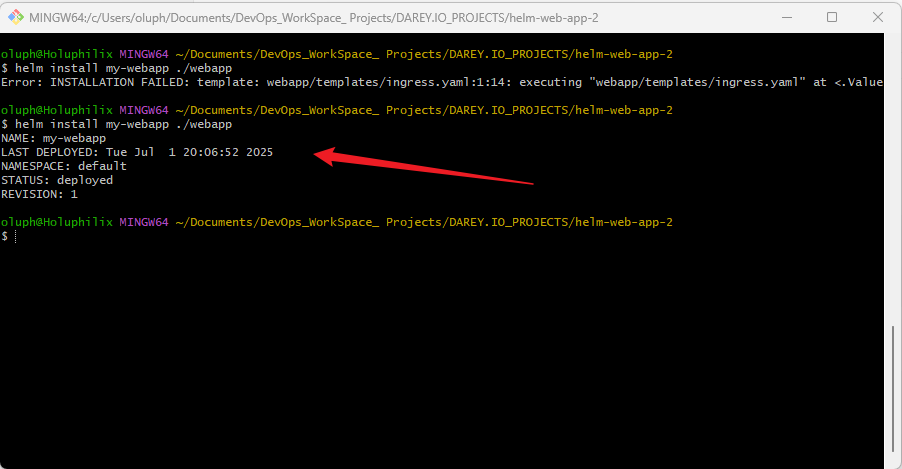 MINGW64:/c/Users/oluph/Documents/DevOps_WorkSpace_ Projects/DAREY.IO_PROJECTS/helm-web-app-2
oluph@Holuphilix MINGW64 ~/Documents/DevOps_WorkSpace_ Projects/DAREY.IO_PROJECTS/helm-web-app-2
$ helm install my-webapp ./webapp
Error: INSTALLATION FAILED: template: webapp/templates/ingress.yaml:1:14: executing "webapp/templates/ingress.yaml" at <.Value
oluph@Holuphilix MINGW64 ~/Documents/DevOps_WorkSpace_ Projects/DAREY.IO_PROJECTS/helm-web-app-2
$ helm install my-webapp ./webapp
NAME: my-webapp
LAST DEPLOYED: Tue Jul  1 20:06:52 2025
NAMESPACE: default
STATUS: deployed
REVISION: 1
oluph@Holuphilix MINGW64 ~/Documents/DevOps_WorkSpace_ Projects/DAREY.IO_PROJECTS/helm-web-app-2
$